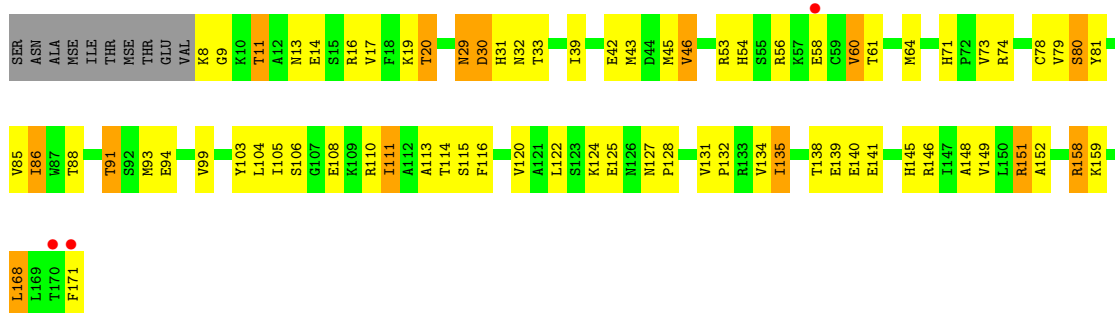 SER ASN ALA MSE ILE THR MSE THR GLU VAL K8 G9 K10 T11 A12 N13 E14 S15 R16 V17 F18 K19 T20 N29 D30 H31 N32 T33 I39 E42 M43 D44 M45 V46 R53 H54 S55 R56 K57 E58 C59 V60 T61 M64 H71 P72 V73 R74 C78 V79 S80 Y81
V85 I86 W87 T88 T91 S92 M93 E94 V99 Y103 L104 I105 S106 G107 E108 K109 R110 I111 A112 A113 T114 S115 F116 V120 A121 L122 S123 K124 E125 N126 N127 P128 V131 P132 R133 V134 I135 T138 E139 E140 E141 H145 R146 I147 A148 V149 L150 R151 A152 R158 K159
L168 L169 T170 F171